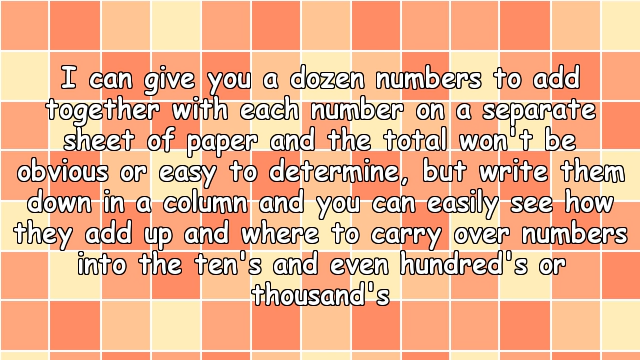 I can give you a dozen numbers to add
together with each number on a separate
sheet of paper and the total won't be
obvious or easy to determine, but write them
down in a column and you can easily see how
they add up and where to carry over numbers
into the ten's and even hundred's or
thousand's